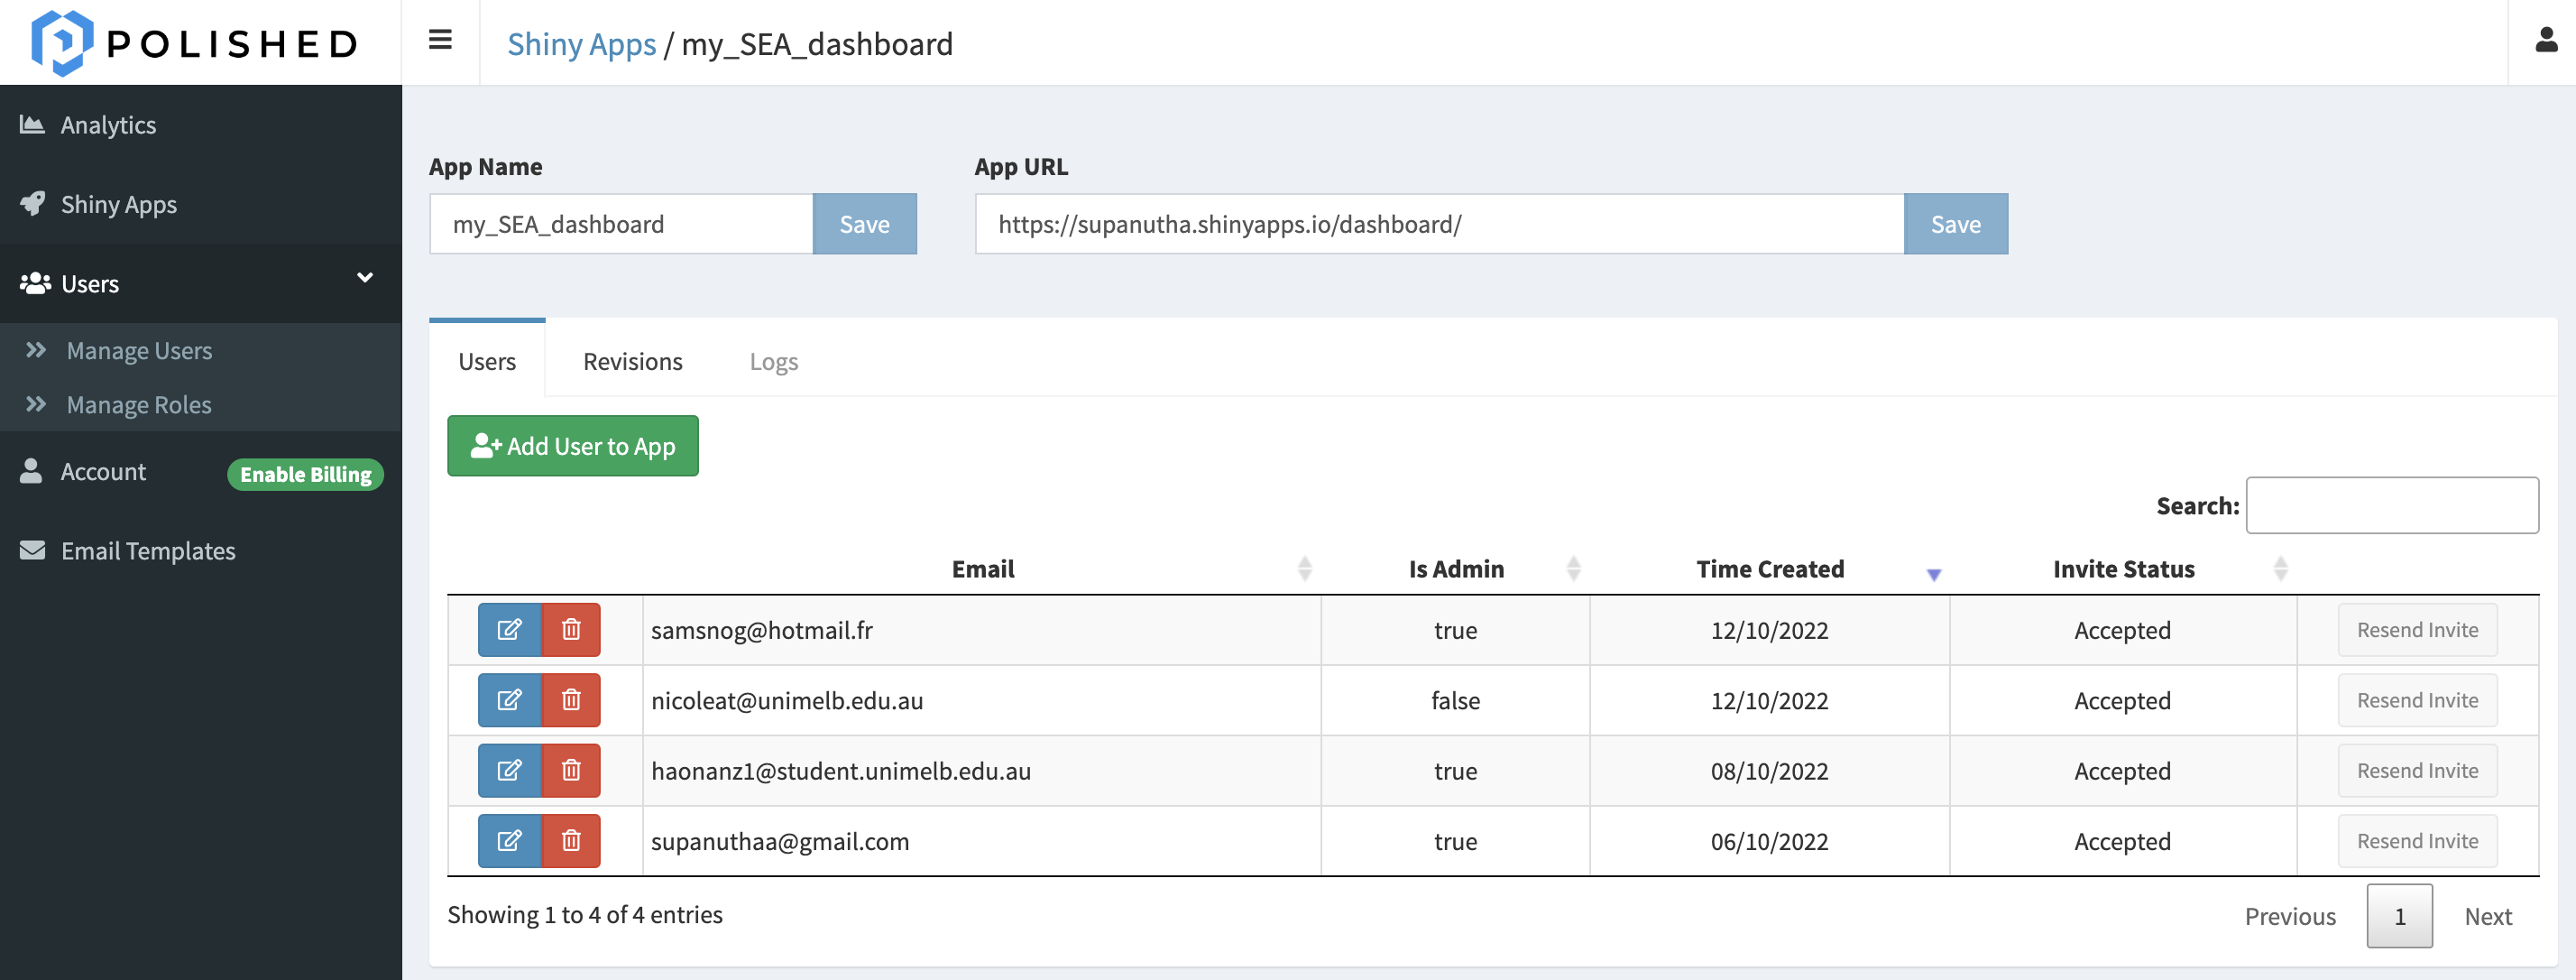 POLISHED
Shiny Apps / my_SEA_dashboard
Analytics
Shiny Apps
Users
Manage Users
Manage Roles
Account Enable Billing
Email Templates
App Name
my_SEA_dashboard Save
App URL
https://supanutha.shinyapps.io/dashboard/ Save
Users Revisions Logs
Add User to App
Search:
Email Is Admin Time Created Invite Status
samsnog@hotmail.fr true 12/10/2022 Accepted Resend Invite
nicoleat@unimelb.edu.au false 12/10/2022 Accepted Resend Invite
haonanz1@student.unimelb.edu.au true 08/10/2022 Accepted Resend Invite
supanuthaa@gmail.com true 06/10/2022 Accepted Resend Invite
Showing 1 to 4 of 4 entries
Previous 1 Next